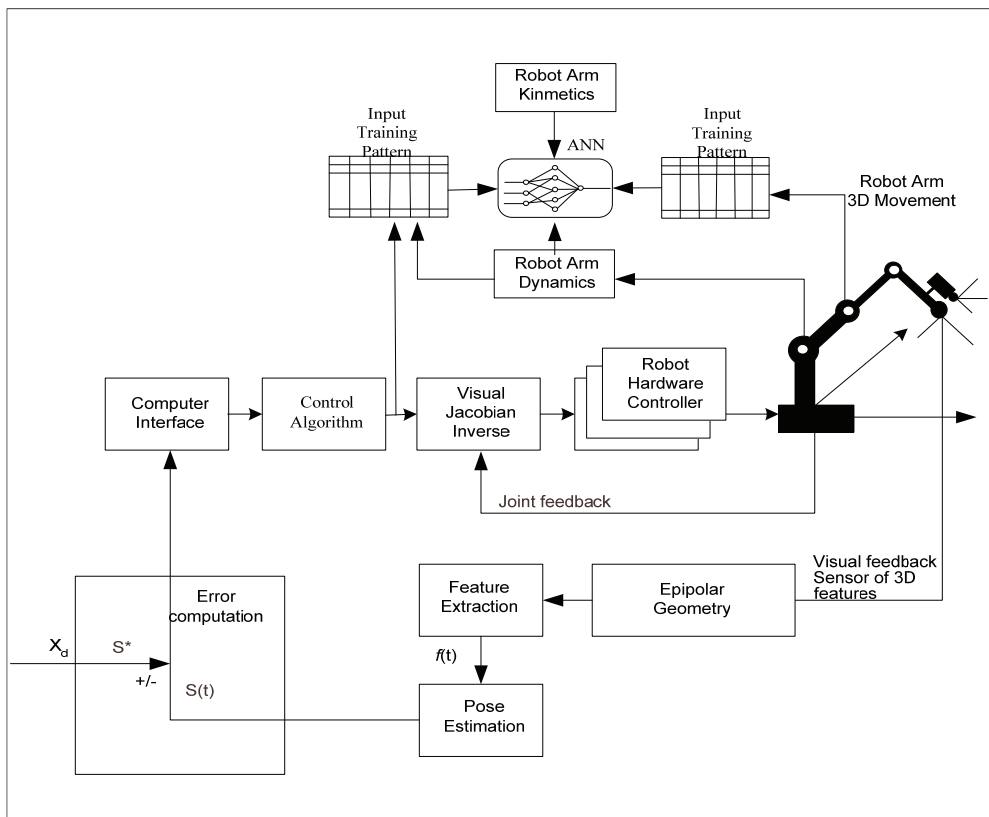 Robot Arm
Kinmetics
Input
Training
Pattern
ANN
Input
Training
Pattern
Robot Arm
3D Movement
Robot Arm
Dynamics
Computer
Interface
Control
Algorithm
Visual
Jacobian
Inverse
Robot
Hardware
Controller
Joint feedback
Visual feedback
Sensor of 3D
features
Feature
Extraction
Epipolar
Geometry
Error
computation
X_d
S*
+/-
S(t)
f(t)
Pose
Estimation